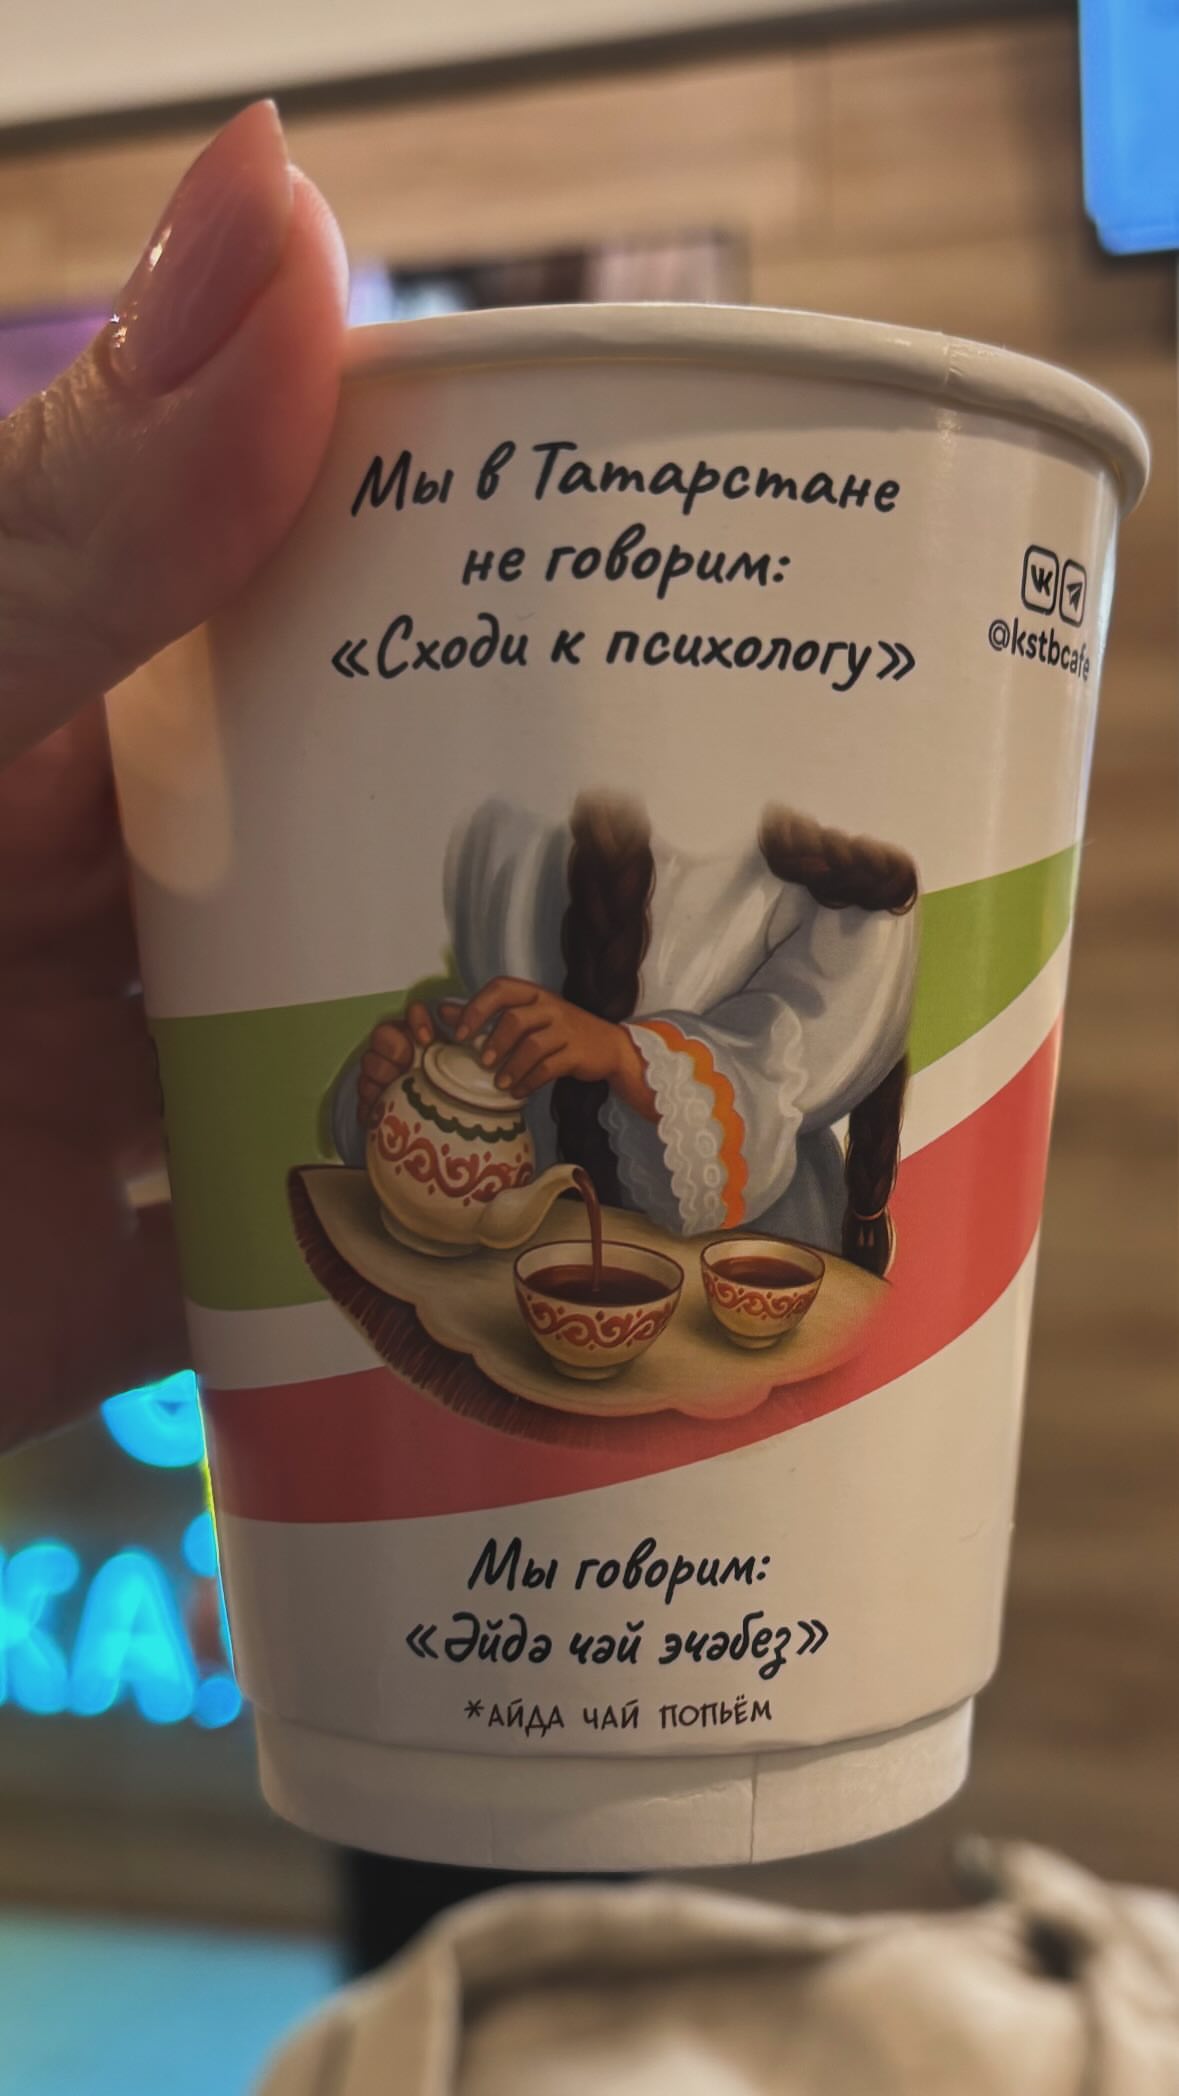 Мы в Татарстане
не говорим:
«Сходи к психологу»
@kstbcafe
Мы говорим:
«Әйдә чәй эчәбез»
*АЙДА ЧАЙ ПОПЬЁМ